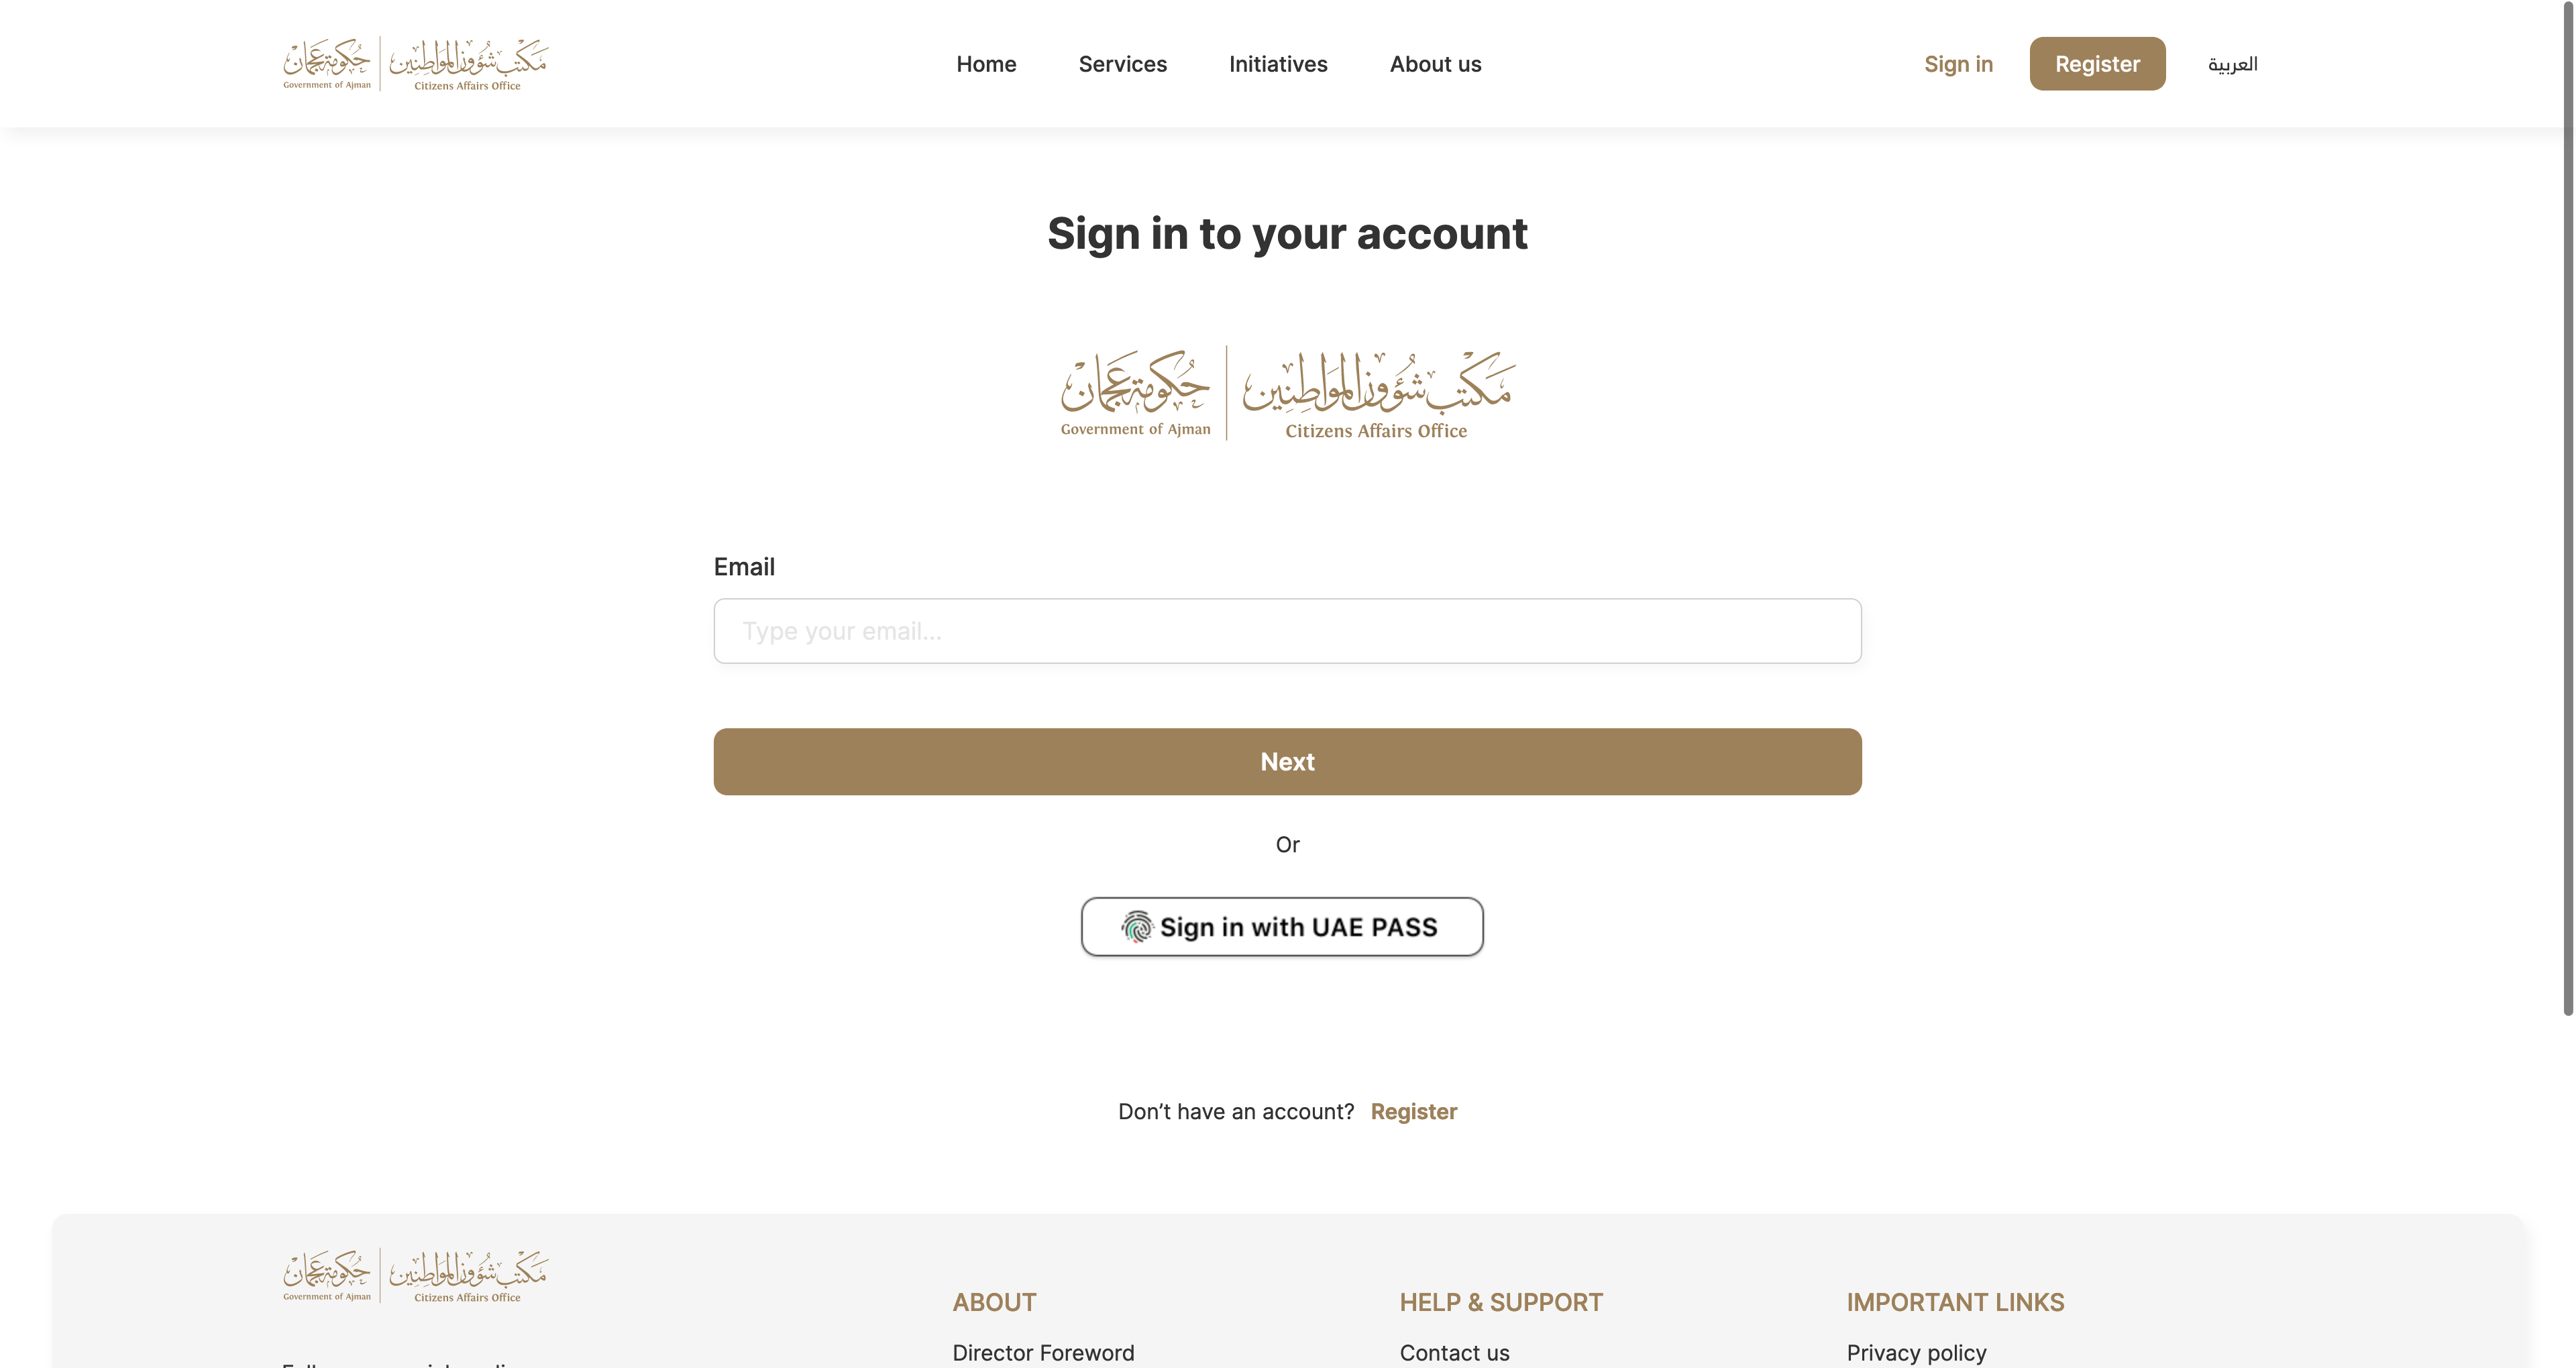 حكومة عجمان
Government of Ajman
مكتب شؤون المواطنين
Citizens Affairs Office
Home
Services
Initiatives
About us
Sign in
Register
العربية
Sign in to your account
حكومة عجمان
Government of Ajman
مكتب شؤون المواطنين
Citizens Affairs Office
Email
Type your email...
Next
Or
Sign in with UAE PASS
Don’t have an account? Register
حكومة عجمان
Government of Ajman
مكتب شؤون المواطنين
Citizens Affairs Office
ABOUT
Director Foreword
HELP & SUPPORT
Contact us
IMPORTANT LINKS
Privacy policy